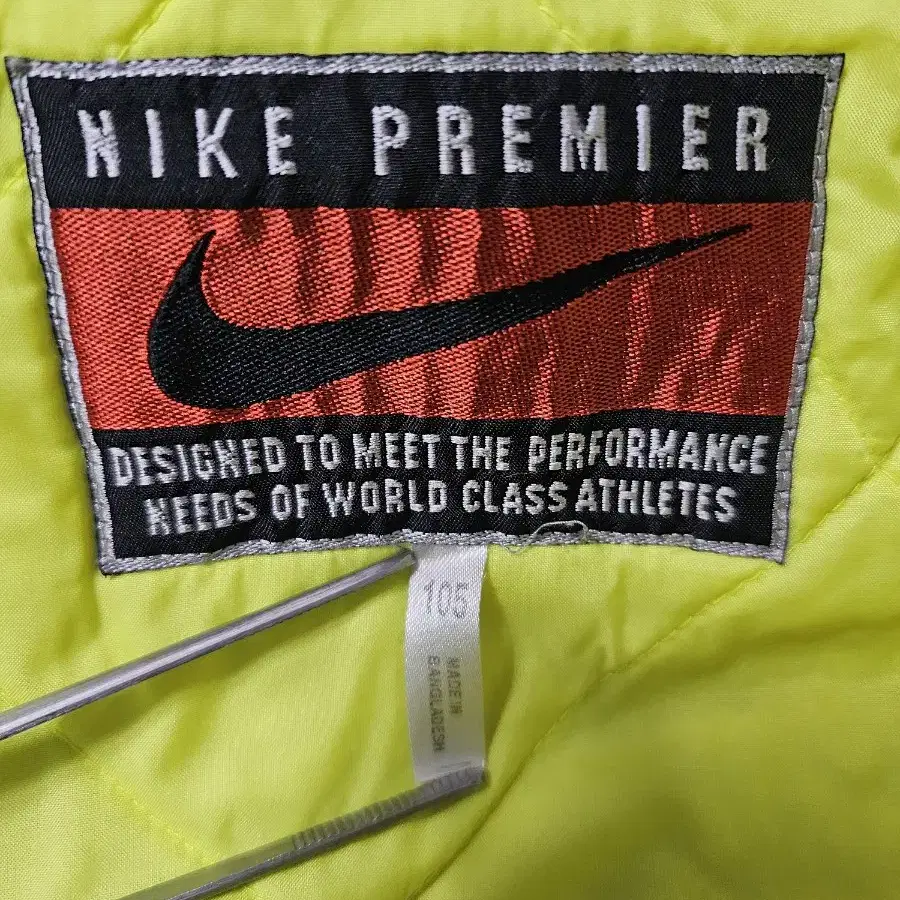 NIKE PREMIER
DESIGNED TO MEET THE PERFORMANCE
NEEDS OF WORLD CLASS ATHLETES
105
MADE IN
BANGLADESH